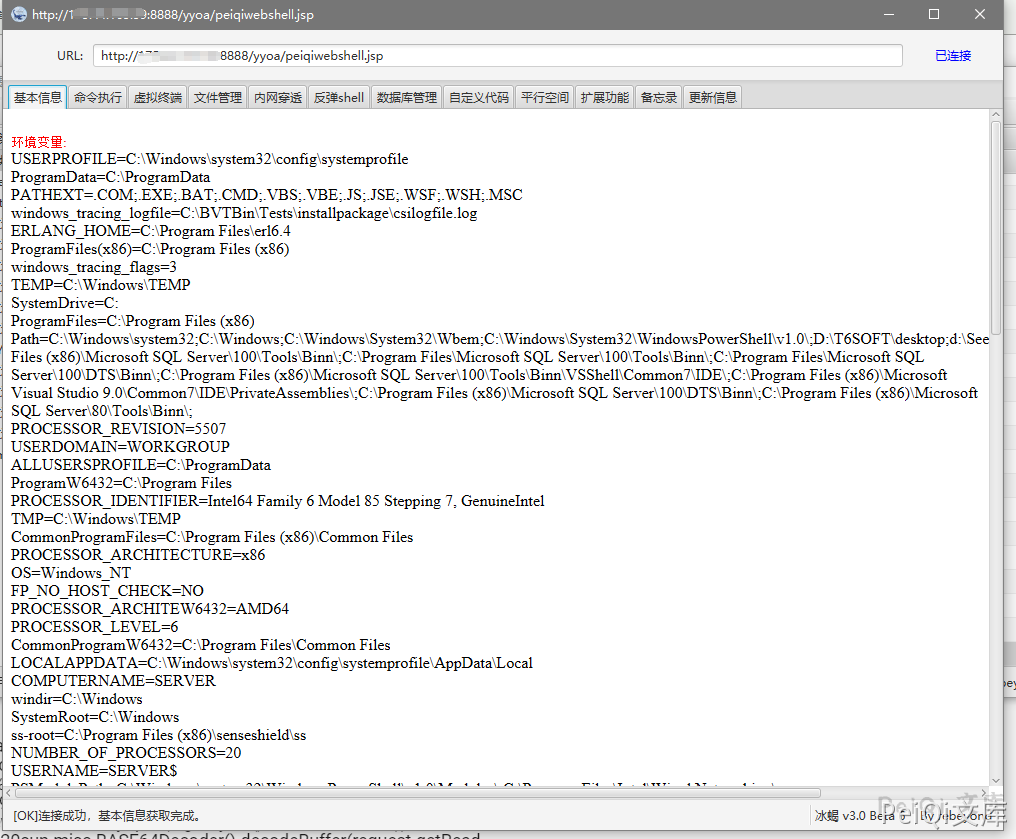 :8888/yyoa/peiqiwebshell.jsp
URL:
8888/yyoa/peiqiwebshell.jsp
已连接
基本信息 命令执行 虚拟终端 文件管理 内网穿透 反弹shell 数据库管理 自定义代码 平行空间 扩展功能 备忘录 更新信息
环境变量:
USERPROFILE=C:\Windows\system32\config\systemprofile
ProgramData=C:\ProgramData
PATHEXT=.COM;.EXE;.BAT;.CMD;.VBS;.VBE;.JS;.JSE;.WSF;.WSH;.MSC
windows_tracing_logfile=C:\BVTBin\Tests\installpackage\csilogfile.log
ERLANG_HOME=C:\Program Files\erl6.4
ProgramFiles(x86)=C:\Program Files (x86)
windows_tracing_flags=3
TEMP=C:\Windows\TEMP
SystemDrive=C:
ProgramFiles=C:\Program Files (x86)
Path=C:\Windows\system32;C:\Windows;C:\Windows\System32\Wbem;C:\Windows\System32\WindowsPowerShell\v1.0\;D:\T6SOFT\desktop;d:\See
Files (x86)\Microsoft SQL Server\100\Tools\Binn\;C:\Program Files\Microsoft SQL Server\100\Tools\Binn\;C:\Program Files\Microsoft SQL
Server\100\DTS\Binn\;C:\Program Files (x86)\Microsoft SQL Server\100\Tools\Binn\VSShell\Common7\IDE\;C:\Program Files (x86)\Microsoft
Visual Studio 9.0\Common7\IDE\PrivateAssemblies\;C:\Program Files (x86)\Microsoft SQL Server\100\DTS\Binn\;C:\Program Files (x86)\Microsoft
SQL Server\80\Tools\Binn\;
PROCESSOR_REVISION=5507
USERDOMAIN=WORKGROUP
ALLUSERSPROFILE=C:\ProgramData
ProgramW6432=C:\Program Files
PROCESSOR_IDENTIFIER=Intel64 Family 6 Model 85 Stepping 7, GenuineIntel
TMP=C:\Windows\TEMP
CommonProgramFiles=C:\Program Files (x86)\Common Files
PROCESSOR_ARCHITECTURE=x86
OS=Windows_NT
FP_NO_HOST_CHECK=NO
PROCESSOR_ARCHITEW6432=AMD64
PROCESSOR_LEVEL=6
CommonProgramW6432=C:\Program Files\Common Files
LOCALAPPDATA=C:\Windows\system32\config\systemprofile\AppData\Local
COMPUTERNAME=SERVER
windir=C:\Windows
SystemRoot=C:\Windows
ss-root=C:\Program Files (x86)\senseshield\ss
NUMBER_OF_PROCESSORS=20
USERNAME=SERVER$
[OK]连接成功，基本信息获取完成。
冰蝎 v3.0 Beta 6 By rebeyond
PeiQi文库